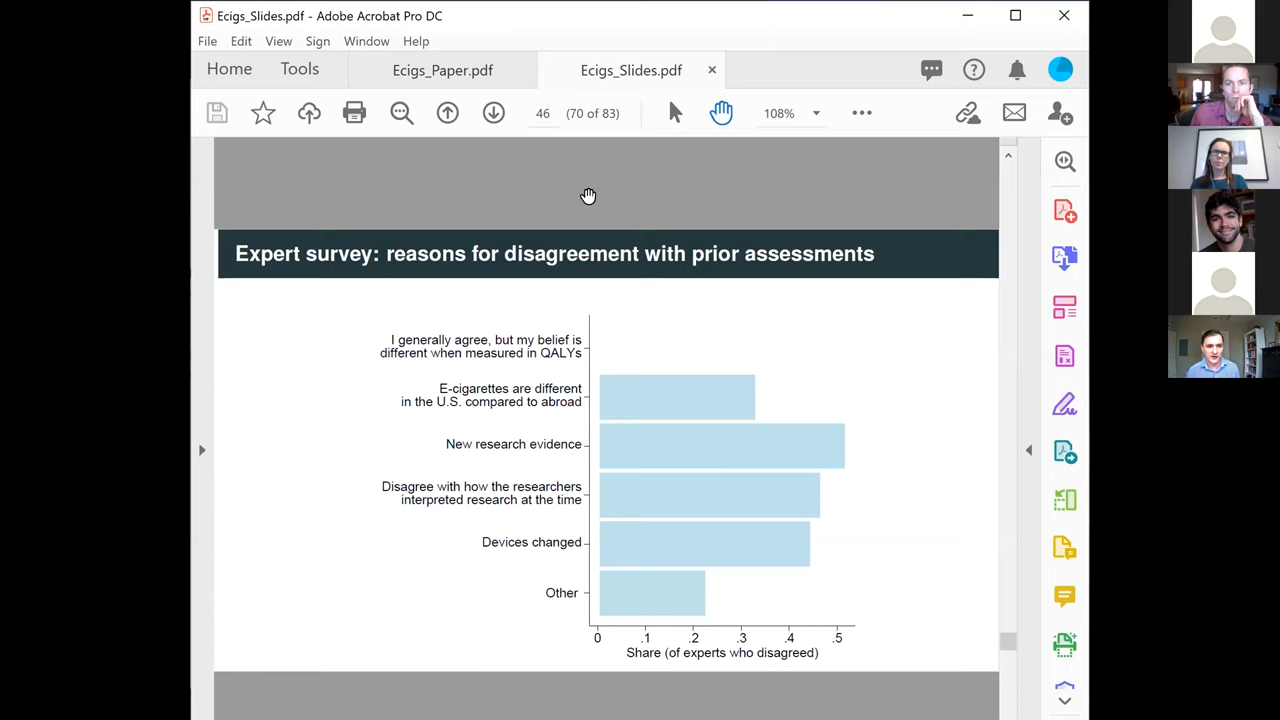 Ecigs_Slides.pdf - Adobe Acrobat Pro DC
File Edit View Sign Window Help
Home Tools Ecigs_Paper.pdf Ecigs_Slides.pdf
46 (70 of 83) 108%
Expert survey: reasons for disagreement with prior assessments
I generally agree, but my belief is
different when measured in QALYs
E-cigarettes are different
in the U.S. compared to abroad
New research evidence
Disagree with how the researchers
interpreted research at the time
Devices changed
Other
0 .1 .2 .3 .4 .5
Share (of experts who disagreed)